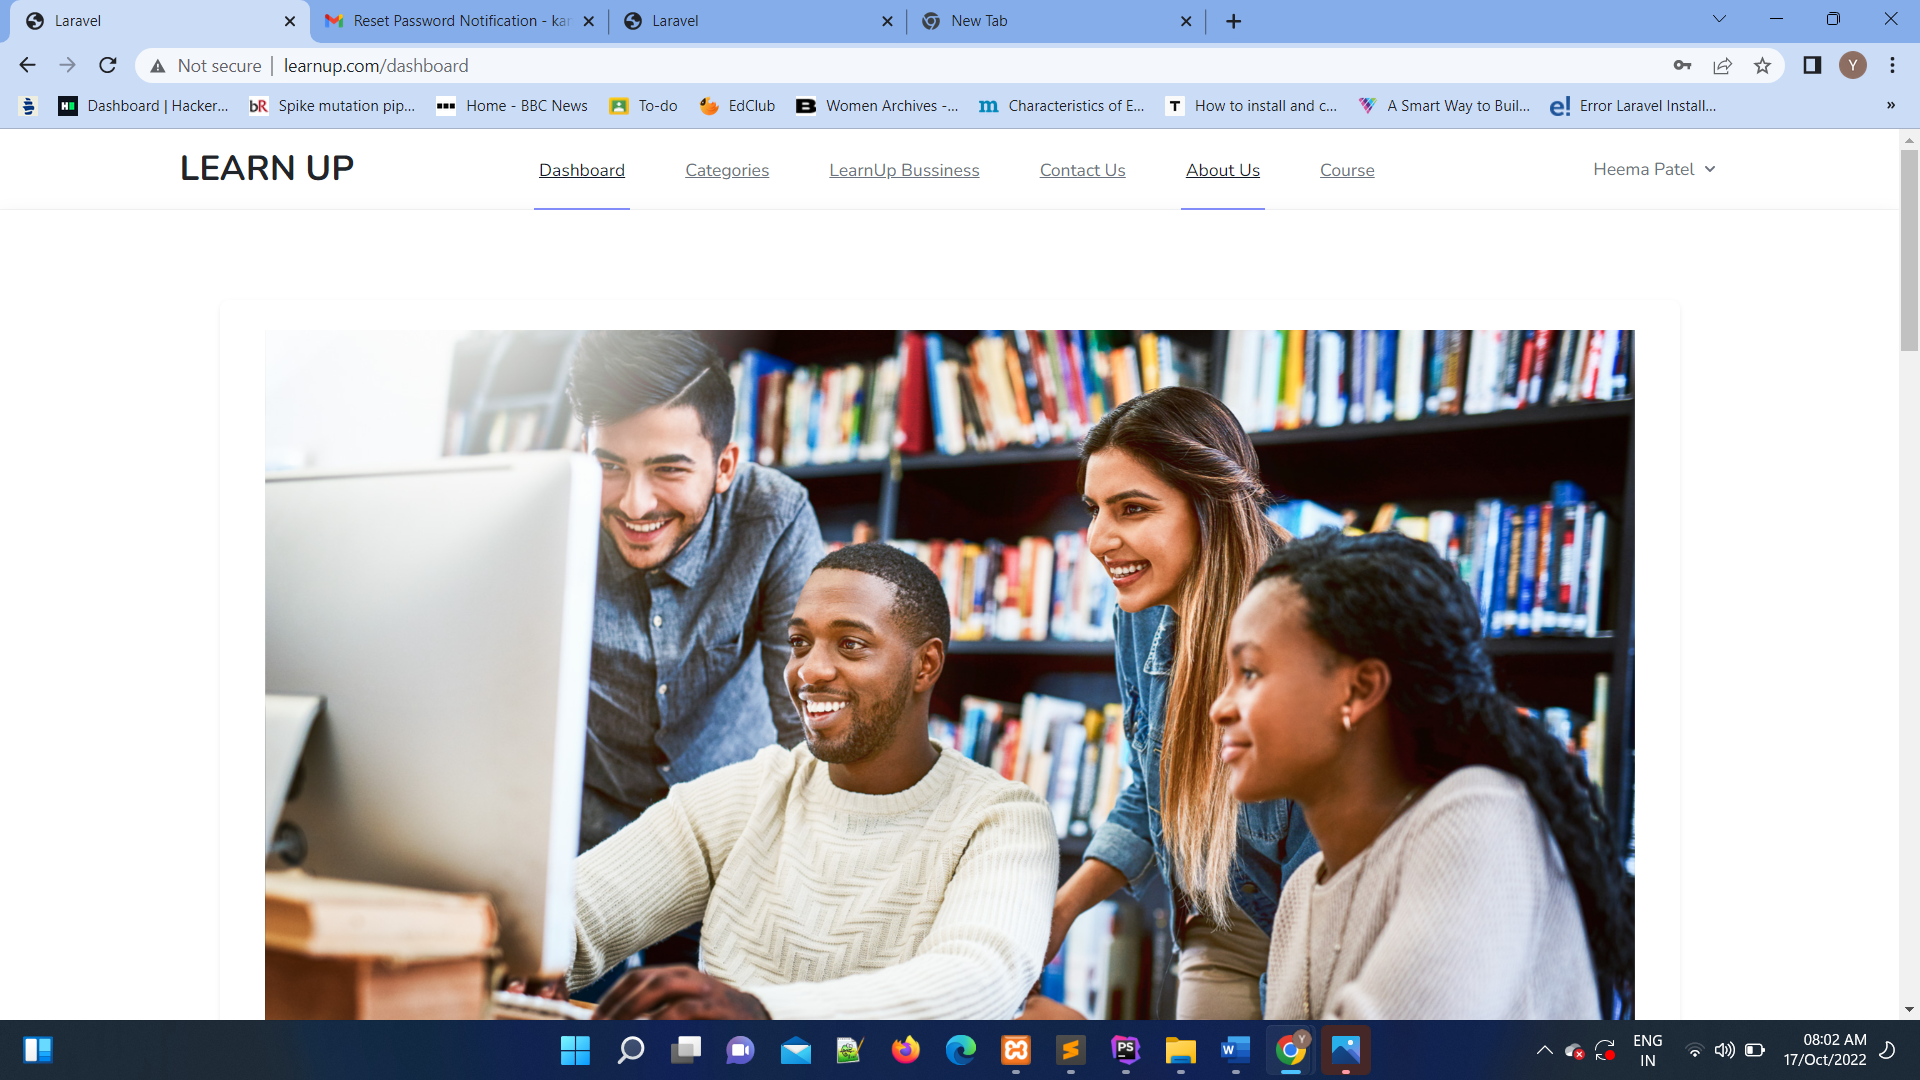 Laravel
Reset Password Notification - kar
Laravel
New Tab
Not secure
learnup.com/dashboard
Y
Dashboard | Hacker...
bR
Spike mutation pip...
Home - BBC News
To-do
EdClub
B
Women Archives -...
m
Characteristics of E...
T
How to install and c...
A Smart Way to Buil...
e!
Error Laravel Install...
»
LEARN UP
Dashboard
Categories
LearnUp Bussiness
Contact Us
About Us
Course
Heema Patel
PS
W
Y
ENG
IN
08:02 AM
17/Oct/2022